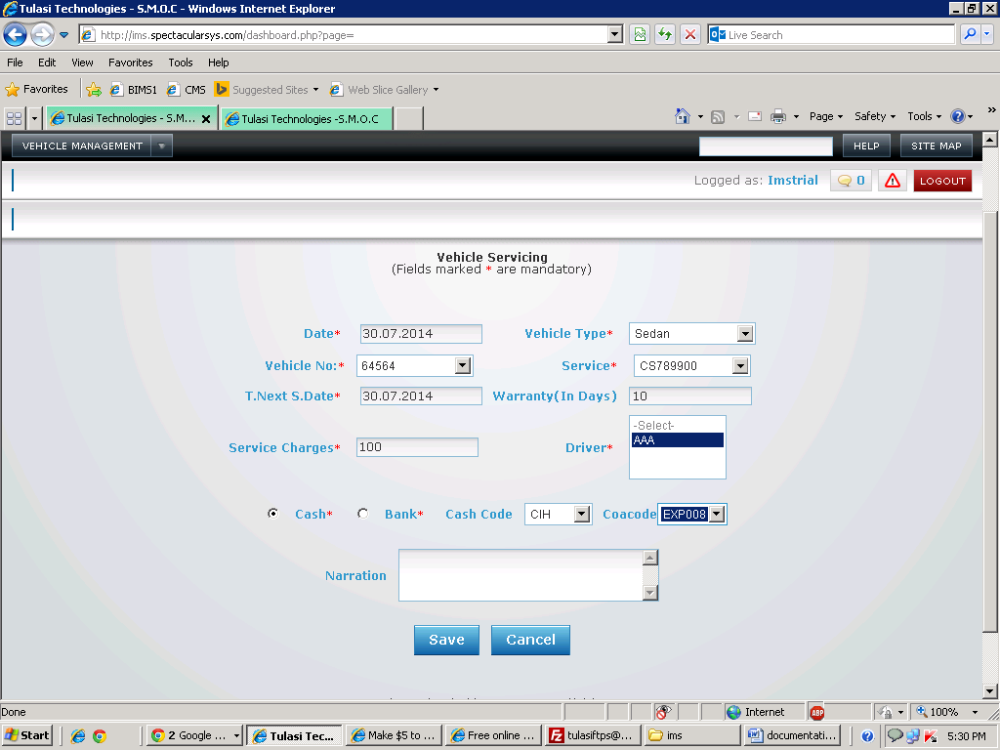 Tulasi Technologies - S.M.O.C - Windows Internet Explorer
http://ims.spectacularsys.com/dashboard.php?page=
Live Search
File Edit View Favorites Tools Help
Favorites BIMS1 CMS Suggested Sites Web Slice Gallery
Tulasi Technologies - S.M... Tulasi Technologies -S.M.O.C Page Safety Tools »
VEHICLE MANAGEMENT HELP SITE MAP
Logged as: Imstrial 0 LOGOUT
Vehicle Servicing
(Fields marked * are mandatory)
Date* 30.07.2014 Vehicle Type* Sedan
Vehicle No:* 64564 Service* CS789900
T.Next S.Date* 30.07.2014 Warranty(In Days) 10
-Select-
AAA
Service Charges* 100 Driver*
Cash* Bank* Cash Code CIH Coacode EXP008
Narration
Save Cancel
Done Internet ABP 100%
Start 2 Google ... Tulasi Tec... Make $5 to ... Free online ... tulasiftps@... ims documentati... 5:30 PM